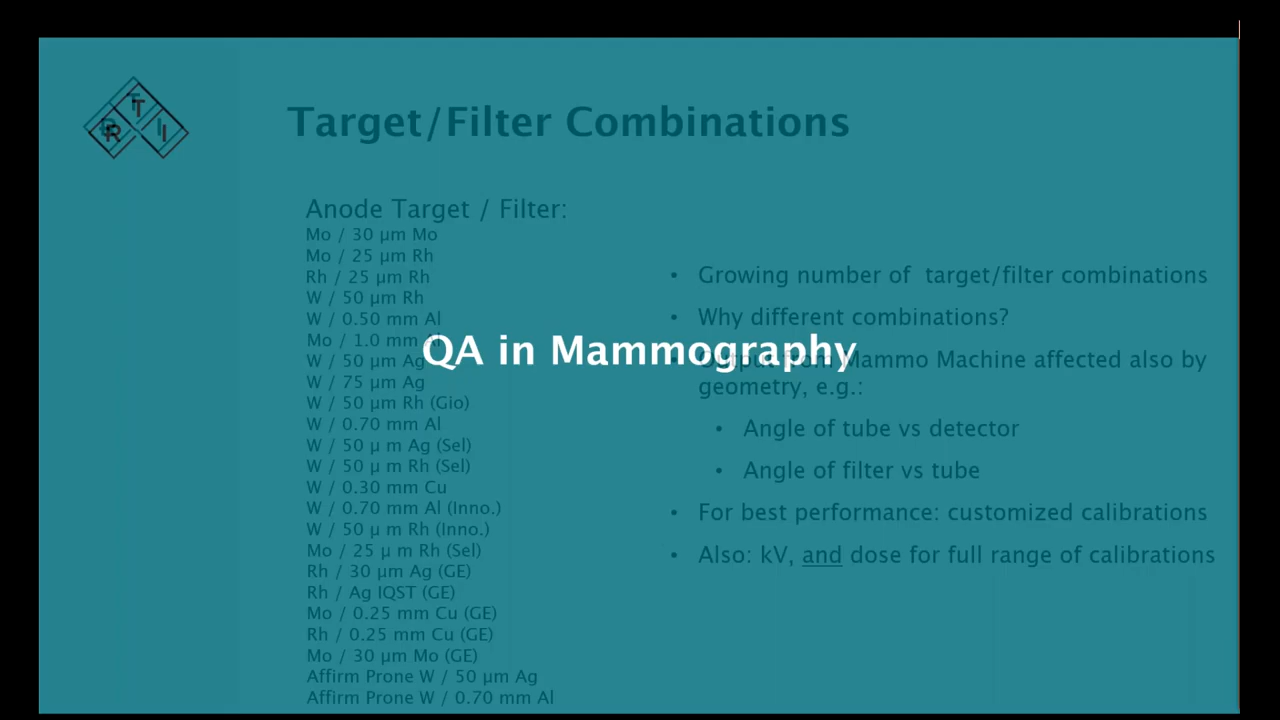 RTI
Target/Filter Combinations
Anode Target / Filter:
Mo / 30 µm Mo
Mo / 25 µm Rh
Rh / 25 µm Rh
W / 50 µm Rh
W / 0.50 mm Al
Mo / 1.0 mm Al
W / 50 µm Ag
W / 75 µm Ag
W / 50 µm Rh (Gio)
W / 0.70 mm Al
W / 50 µ m Ag (Sel)
W / 50 µ m Rh (Sel)
W / 0.30 mm Cu
W / 0.70 mm Al (Inno.)
W / 50 µ m Rh (Inno.)
Mo / 25 µ m Rh (Sel)
Rh / 30 µm Ag (GE)
Rh / Ag IQST (GE)
Mo / 0.25 mm Cu (GE)
Rh / 0.25 mm Cu (GE)
Mo / 30 µm Mo (GE)
Affirm Prone W / 50 µm Ag
Affirm Prone W / 0.70 mm Al
QA in Mammography
• Growing number of target/filter combinations
• Why different combinations?
• Output from Mammo Machine affected also by
geometry, e.g.:
• Angle of tube vs detector
• Angle of filter vs tube
• For best performance: customized calibrations
• Also: kV, and dose for full range of calibrations